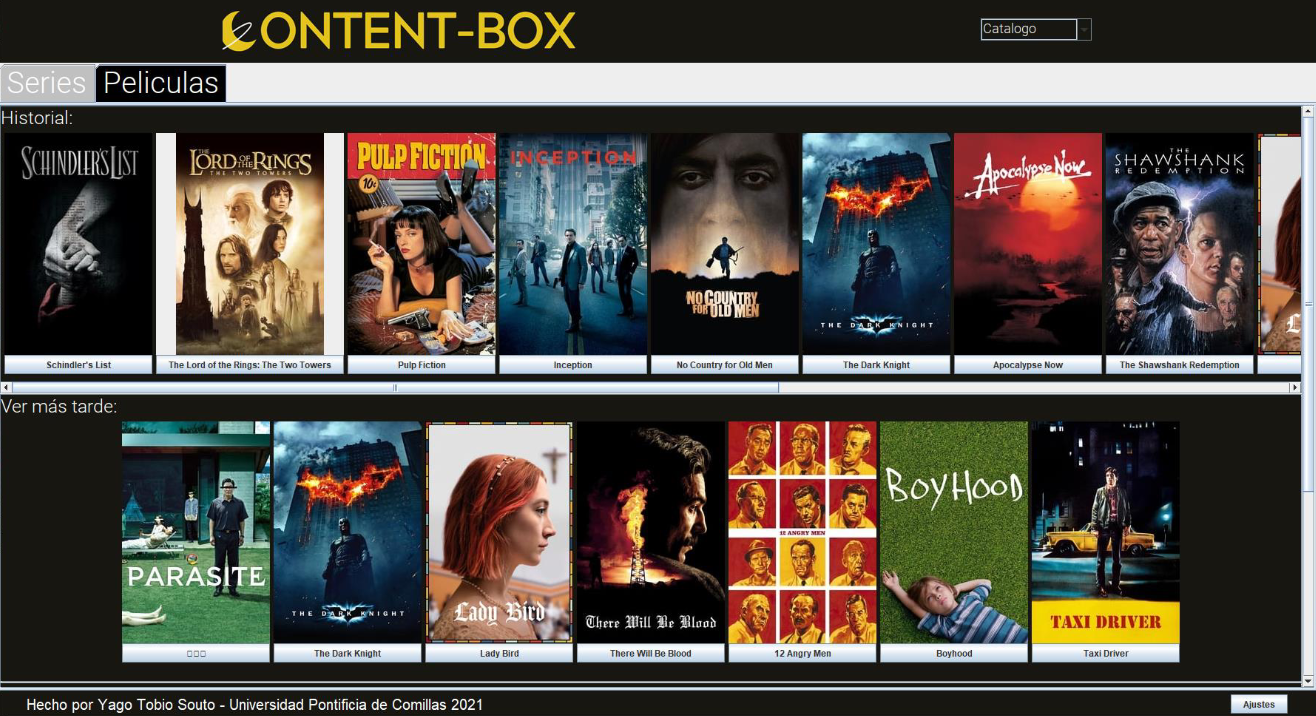 CONTENT-BOX
Catalogo
Series Peliculas
Historial:
SCHINDLER'S LIST
THE LORD OF THE RINGS
THE TWO TOWERS
PULP FICTION
10¢
INCEPTION
NO COUNTRY FOR OLD MEN
THE DARK KNIGHT
Apocalypse Now
THE SHAWSHANK REDEMPTION
Schindler's List
The Lord of the Rings: The Two Towers
Pulp Fiction
Inception
No Country for Old Men
The Dark Knight
Apocalypse Now
The Shawshank Redemption
Ver más tarde:
PARASITE
THE DARK KNIGHT
Lady Bird
There Will Be Blood
12 ANGRY MEN
BOYHOOD
TAXI DRIVER
□□□
The Dark Knight
Lady Bird
There Will Be Blood
12 Angry Men
Boyhood
Taxi Driver
Hecho por Yago Tobio Souto - Universidad Pontificia de Comillas 2021
Ajustes